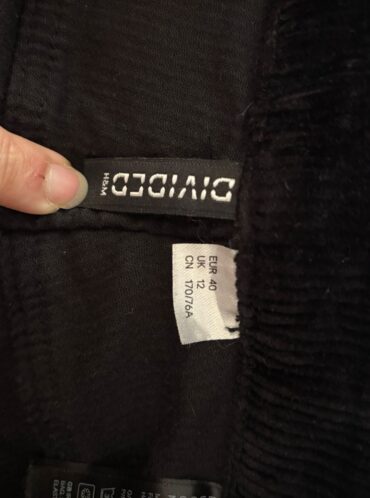 DIVIDED
H&M
EUR 40
UK 12
CN 170/76A